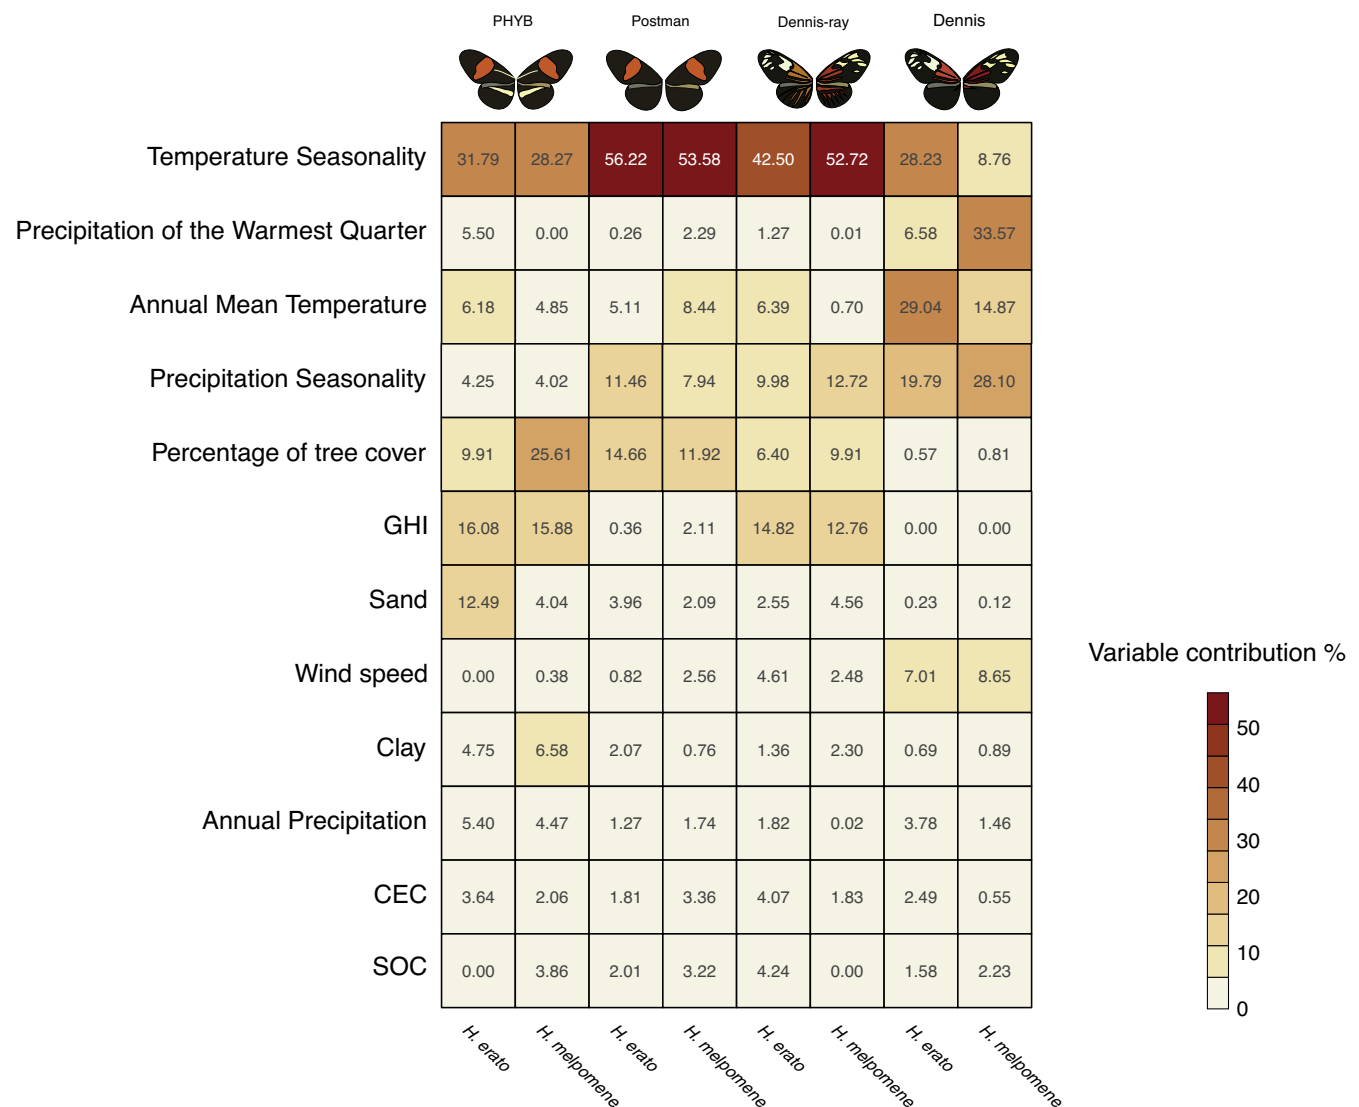 PHYB Postman Dennis-ray Dennis
Temperature Seasonality 31.79 28.27 56.22 53.58 42.50 52.72 28.23 8.76
Precipitation of the Warmest Quarter 5.50 0.00 0.26 2.29 1.27 0.01 6.58 33.57
Annual Mean Temperature 6.18 4.85 5.11 8.44 6.39 0.70 29.04 14.87
Precipitation Seasonality 4.25 4.02 11.46 7.94 9.98 12.72 19.79 28.10
Percentage of tree cover 9.91 25.61 14.66 11.92 6.40 9.91 0.57 0.81
GHI 16.08 15.88 0.36 2.11 14.82 12.76 0.00 0.00
Sand 12.49 4.04 3.96 2.09 2.55 4.56 0.23 0.12
Wind speed 0.00 0.38 0.82 2.56 4.61 2.48 7.01 8.65
Clay 4.75 6.58 2.07 0.76 1.36 2.30 0.69 0.89
Annual Precipitation 5.40 4.47 1.27 1.74 1.82 0.02 3.78 1.46
CEC 3.64 2.06 1.81 3.36 4.07 1.83 2.49 0.55
SOC 0.00 3.86 2.01 3.22 4.24 0.00 1.58 2.23
H. erato H. melpomene H. erato H. melpomene H. erato H. melpomene H. erato H. melpomene
Variable contribution %
50
40
30
20
10
0